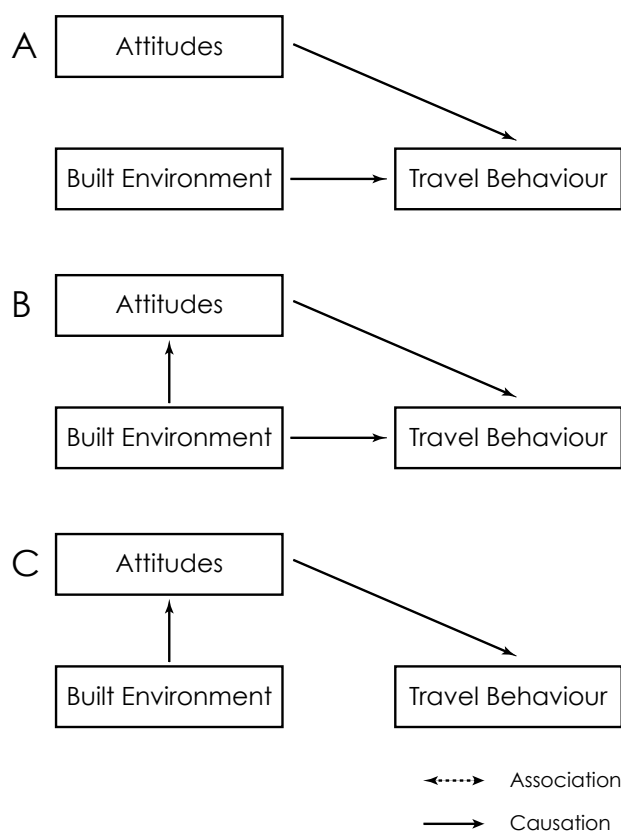 A
Attitudes
Built Environment
Travel Behaviour
B
Attitudes
Built Environment
Travel Behaviour
C
Attitudes
Built Environment
Travel Behaviour
Association
Causation